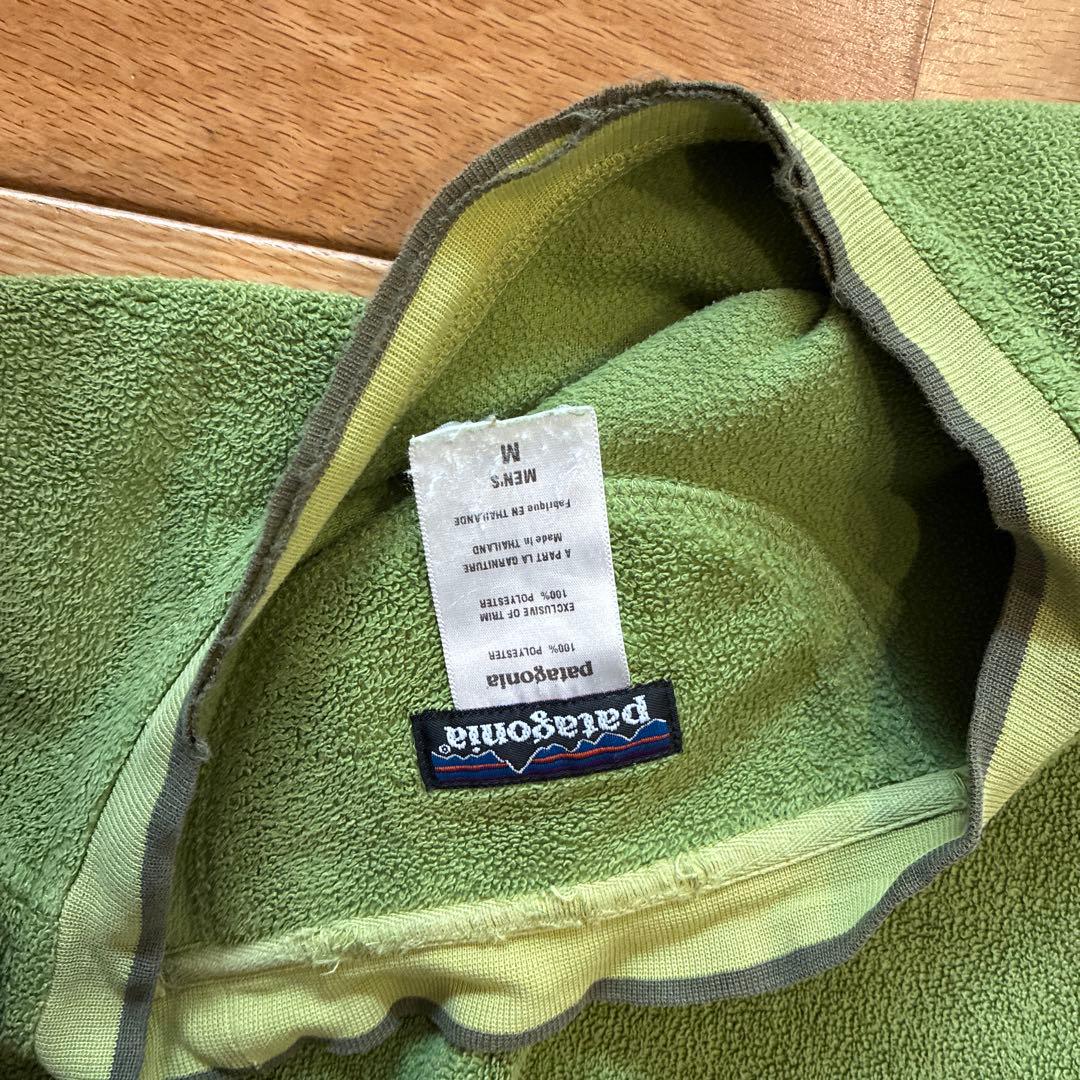 patagonia®
patagonia
100% POLYESTER
EXCLUSIVE OF TRIM
100% POLYESTER
A PART LA GARNITURE
Made in THAILAND
Fabriqué EN THAILANDE
MEN'S
M